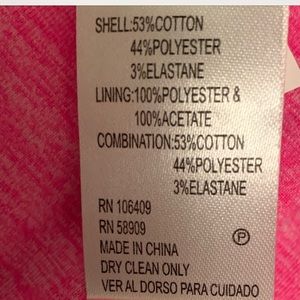 SHELL:53%COTTON
44%POLYESTER
3%ELASTANE
LINING:100%POLYESTER &
100%ACETATE
COMBINATION:53%COTTON
44%POLYESTER
3%ELASTANE
RN 106409
RN 58909
P
MADE IN CHINA
DRY CLEAN ONLY
VER AL DORSO PARA CUIDADO